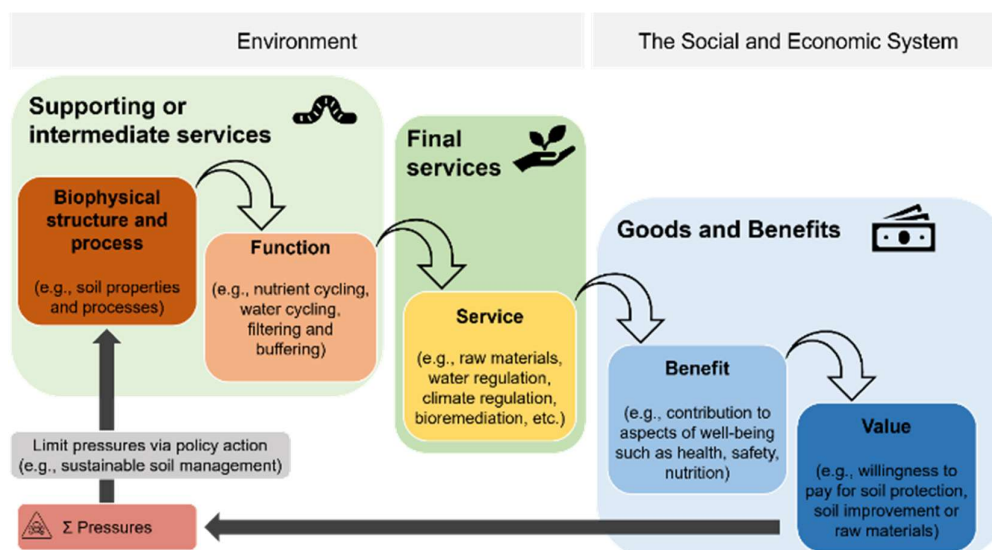 Environment
The Social and Economic System
Supporting or
intermediate services
Biophysical
structure and
process
(e.g., soil properties
and processes)
Function
(e.g., nutrient cycling,
water cycling,
filtering and
buffering)
Final
services
Service
(e.g., raw materials,
water regulation,
climate regulation,
bioremediation, etc.)
Goods and Benefits
Benefit
(e.g., contribution to
aspects of well-being
such as health, safety,
nutrition)
Value
(e.g., willingness to
pay for soil protection,
soil improvement or
raw materials)
Limit pressures via policy action
(e.g., sustainable soil management)
Σ Pressures